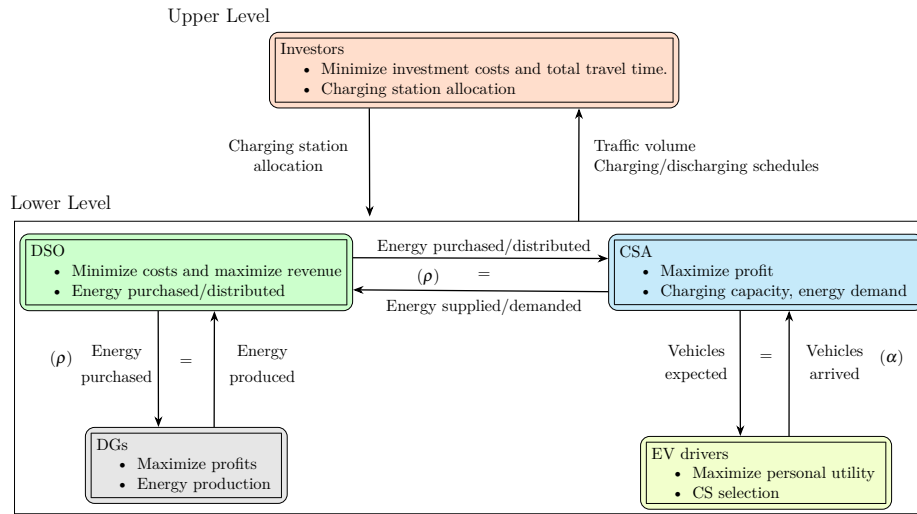 Upper Level
Investors
• Minimize investment costs and total travel time.
• Charging station allocation
Charging station
allocation
Traffic volume
Charging/discharging schedules
Lower Level
DSO
• Minimize costs and maximize revenue
• Energy purchased/distributed
Energy purchased/distributed
(ρ) =
Energy supplied/demanded
CSA
• Maximize profit
• Charging capacity, energy demand
(ρ) Energy
purchased
=
Energy
produced
Vehicles
expected
=
Vehicles
arrived
(α)
DGs
• Maximize profits
• Energy production
EV drivers
• Maximize personal utility
• CS selection